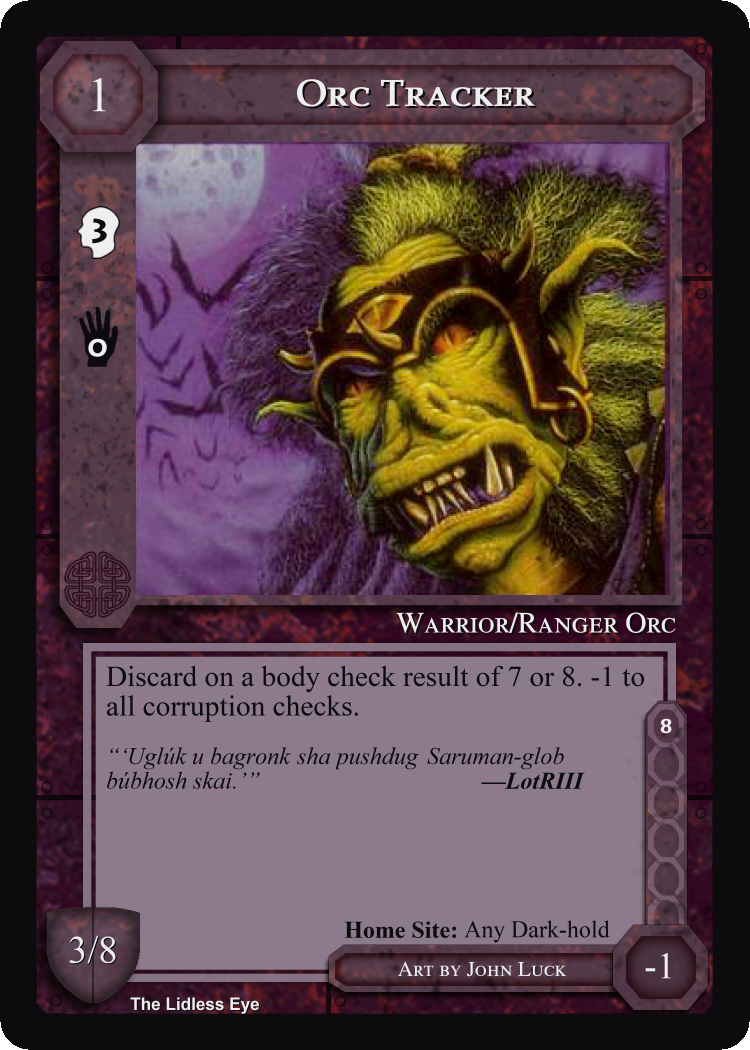 1
Orc Tracker
3
0
Warrior/Ranger Orc
Discard on a body check result of 7 or 8. -1 to
all corruption checks.
“‘Uglúk u bagronk sha pushdug Saruman-glob
búbhosh skai.’” —LotRIII
8
Home Site: Any Dark-hold
3/8
Art by John Luck
-1
The Lidless Eye